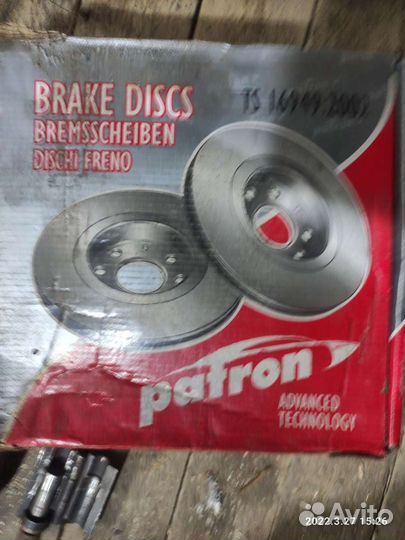 BRAKE DISCS
TS 16949:2002
BREMSSCHEIBEN
DISCHI FRENO
patron
ADVANCED
TECHNOLOGY
2022.3.27 15:26
Avito